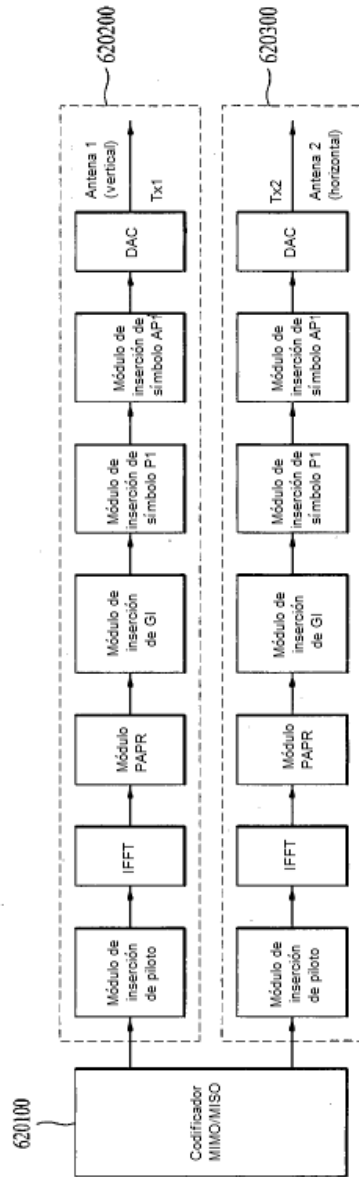 620100
Codificador
MIMO/MISO
620200
Módulo de
inserción
de piloto
IFFT
Módulo
PAPR
Módulo de
inserción
de GI
Módulo de
inserción de
símbolo P1
Módulo de
inserción de
símbolo AP1
DAC
Antena 1
(vertical)
Tx1
620300
Módulo de
inserción
de piloto
IFFT
Módulo
PAPR
Módulo de
inserción
de GI
Módulo de
inserción de
símbolo P1
Módulo de
inserción de
símbolo AP1
DAC
Tx2
Antena 2
(horizontal)